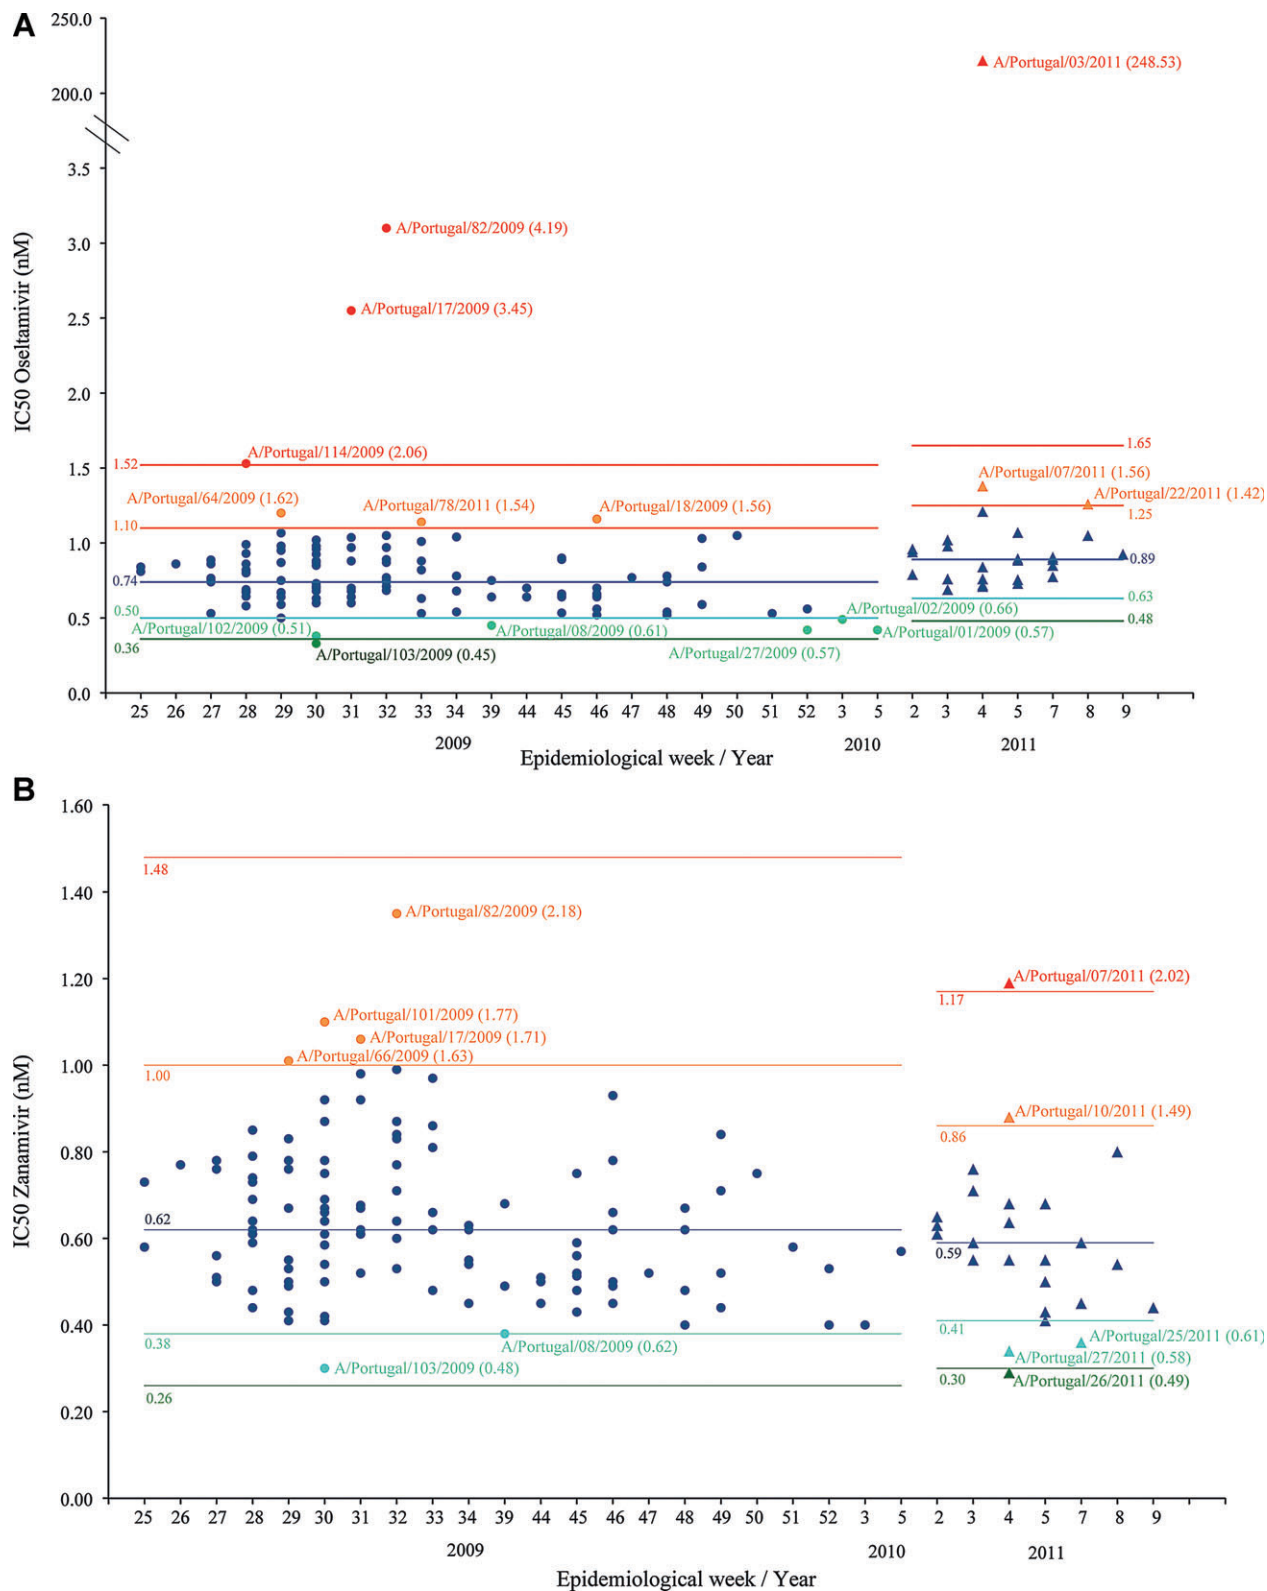 A
250.0
A/Portugal/03/2011 (248.53)
200.0
3.5
3.0
A/Portugal/82/2009 (4.19)
2.5
A/Portugal/17/2009 (3.45)
IC50 Oseltamivir (nM)
2.0
1.5
1.52
A/Portugal/114/2009 (2.06)
1.65
A/Portugal/07/2011 (1.56)
A/Portugal/64/2009 (1.62)
A/Portugal/78/2011 (1.54)
A/Portugal/18/2009 (1.56)
A/Portugal/22/2011 (1.42)
1.10
1.25
1.0
0.74
0.89
0.50
0.63
0.5
A/Portugal/02/2009 (0.66)
0.48
A/Portugal/102/2009 (0.51)
A/Portugal/08/2009 (0.61)
A/Portugal/01/2009 (0.57)
0.36
A/Portugal/103/2009 (0.45)
A/Portugal/27/2009 (0.57)
0.0
25 26 27 28 29 30 31 32 33 34 39 44 45 46 47 48 49 50 51 52 3 5 2 3 4 5 7 8 9
2009 2010 2011
Epidemiological week / Year
B
1.60
1.48
1.40
A/Portugal/82/2009 (2.18)
1.20
A/Portugal/07/2011 (2.02)
1.17
A/Portugal/101/2009 (1.77)
A/Portugal/17/2009 (1.71)
A/Portugal/66/2009 (1.63)
1.00
1.00
A/Portugal/10/2011 (1.49)
0.86
IC50 Zanamivir (nM)
0.80
0.62
0.60
0.59
0.40
0.38
0.41
A/Portugal/08/2009 (0.62)
A/Portugal/25/2011 (0.61)
A/Portugal/27/2011 (0.58)
A/Portugal/103/2009 (0.48)
0.30
A/Portugal/26/2011 (0.49)
0.26
0.20
0.00
25 26 27 28 29 30 31 32 33 34 39 44 45 46 47 48 49 50 51 52 3 5 2 3 4 5 7 8 9
2009 2010 2011
Epidemiological week / Year